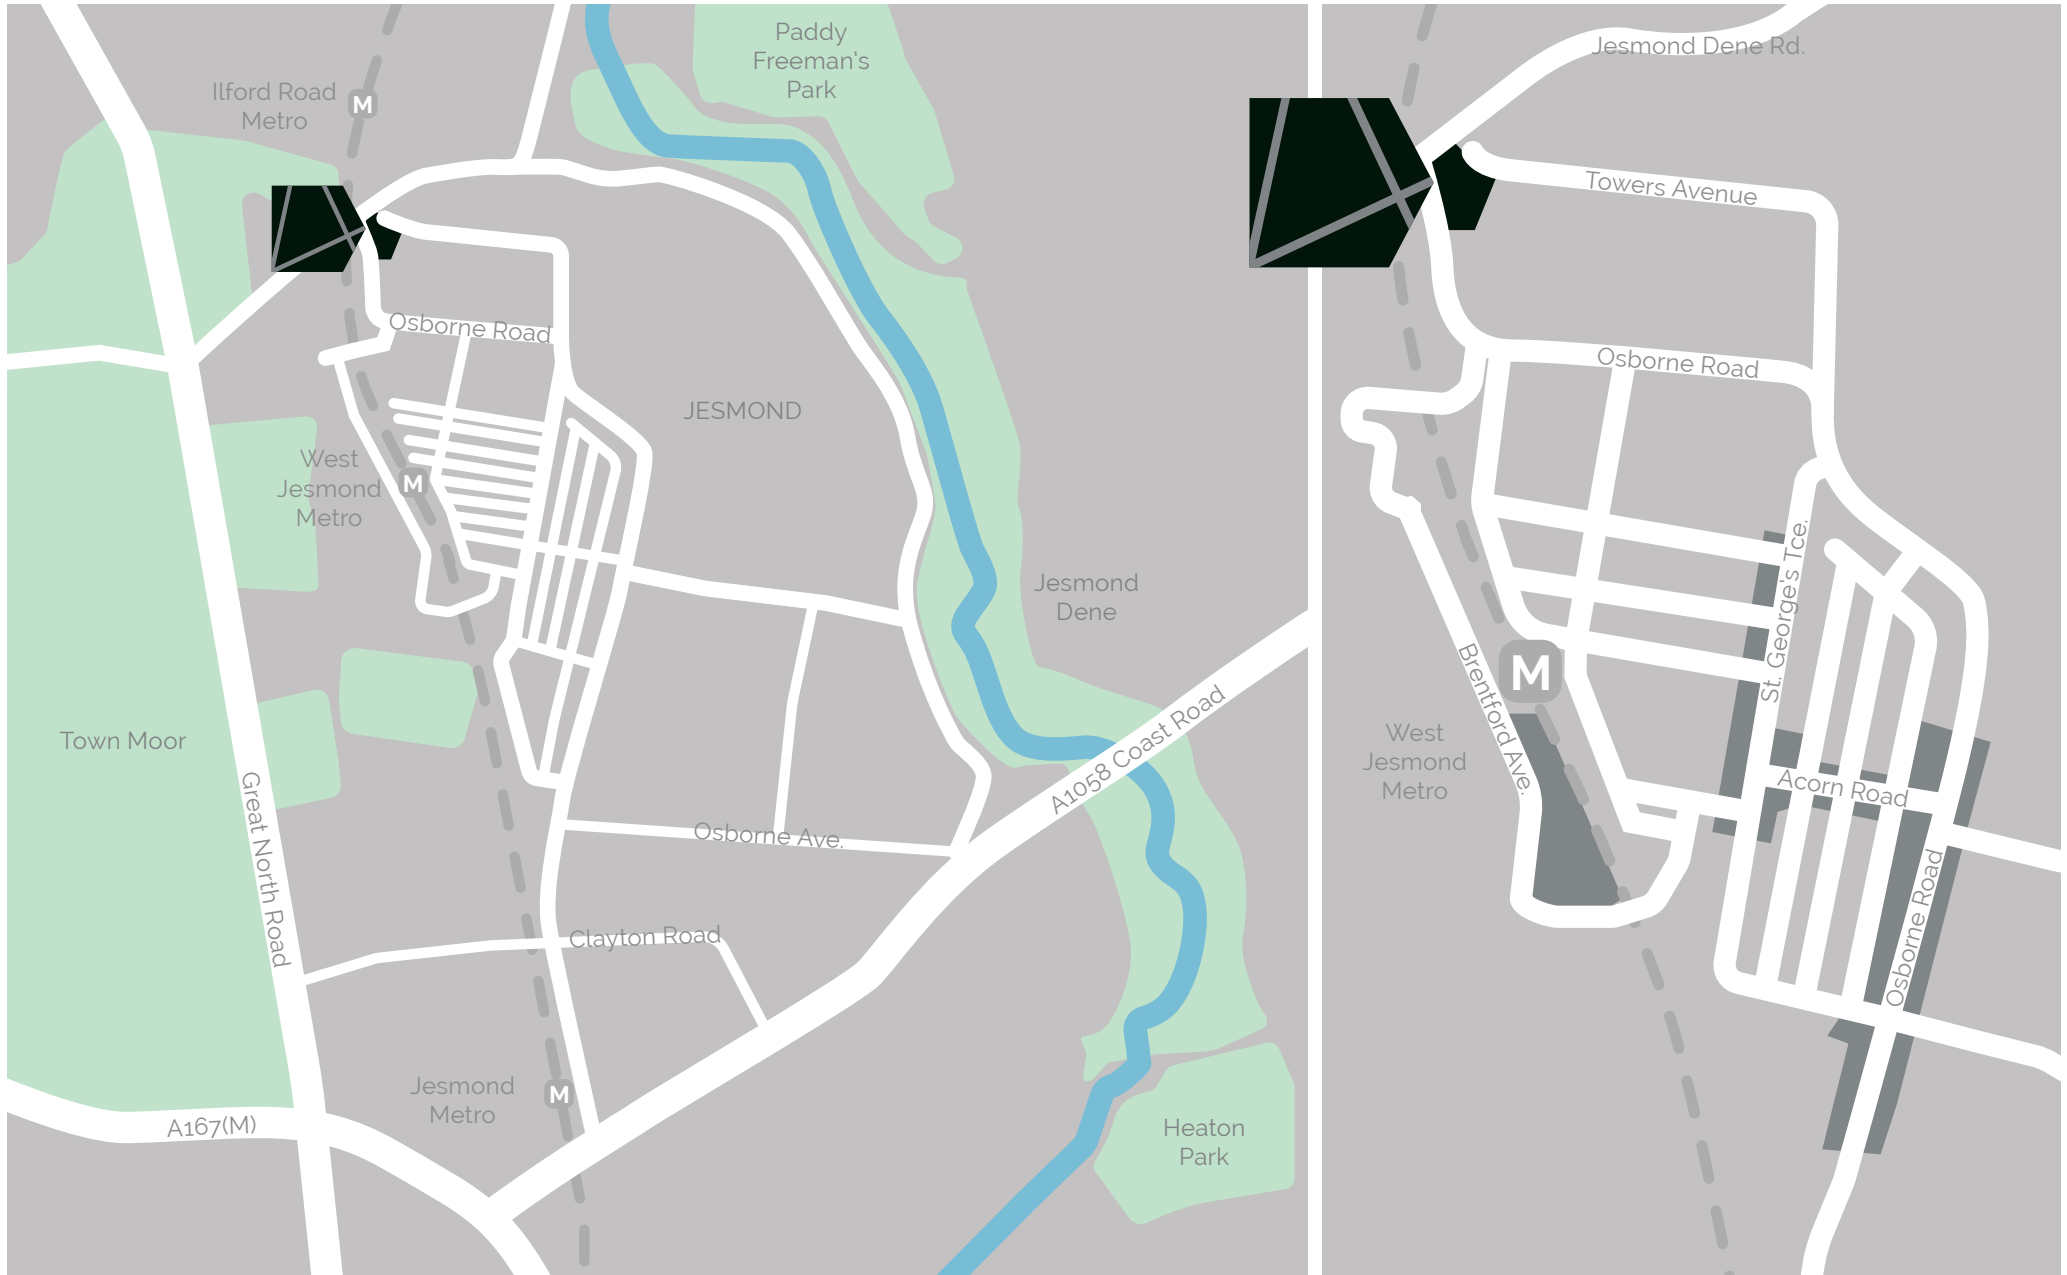 Paddy
Freeman's
Park
Ilford Road
Metro
M
Osborne Road
JESMOND
West
Jesmond
Metro
M
Jesmond
Dene
Town Moor
Great North Road
A1058 Coast Road
Osborne Ave.
Clayton Road
Jesmond
Metro
M
A167(M)
Heaton
Park
Jesmond Dene Rd.
Towers Avenue
Osborne Road
St. George's Tce.
Brentford Ave.
M
West
Jesmond
Metro
Acorn Road
Osborne Road